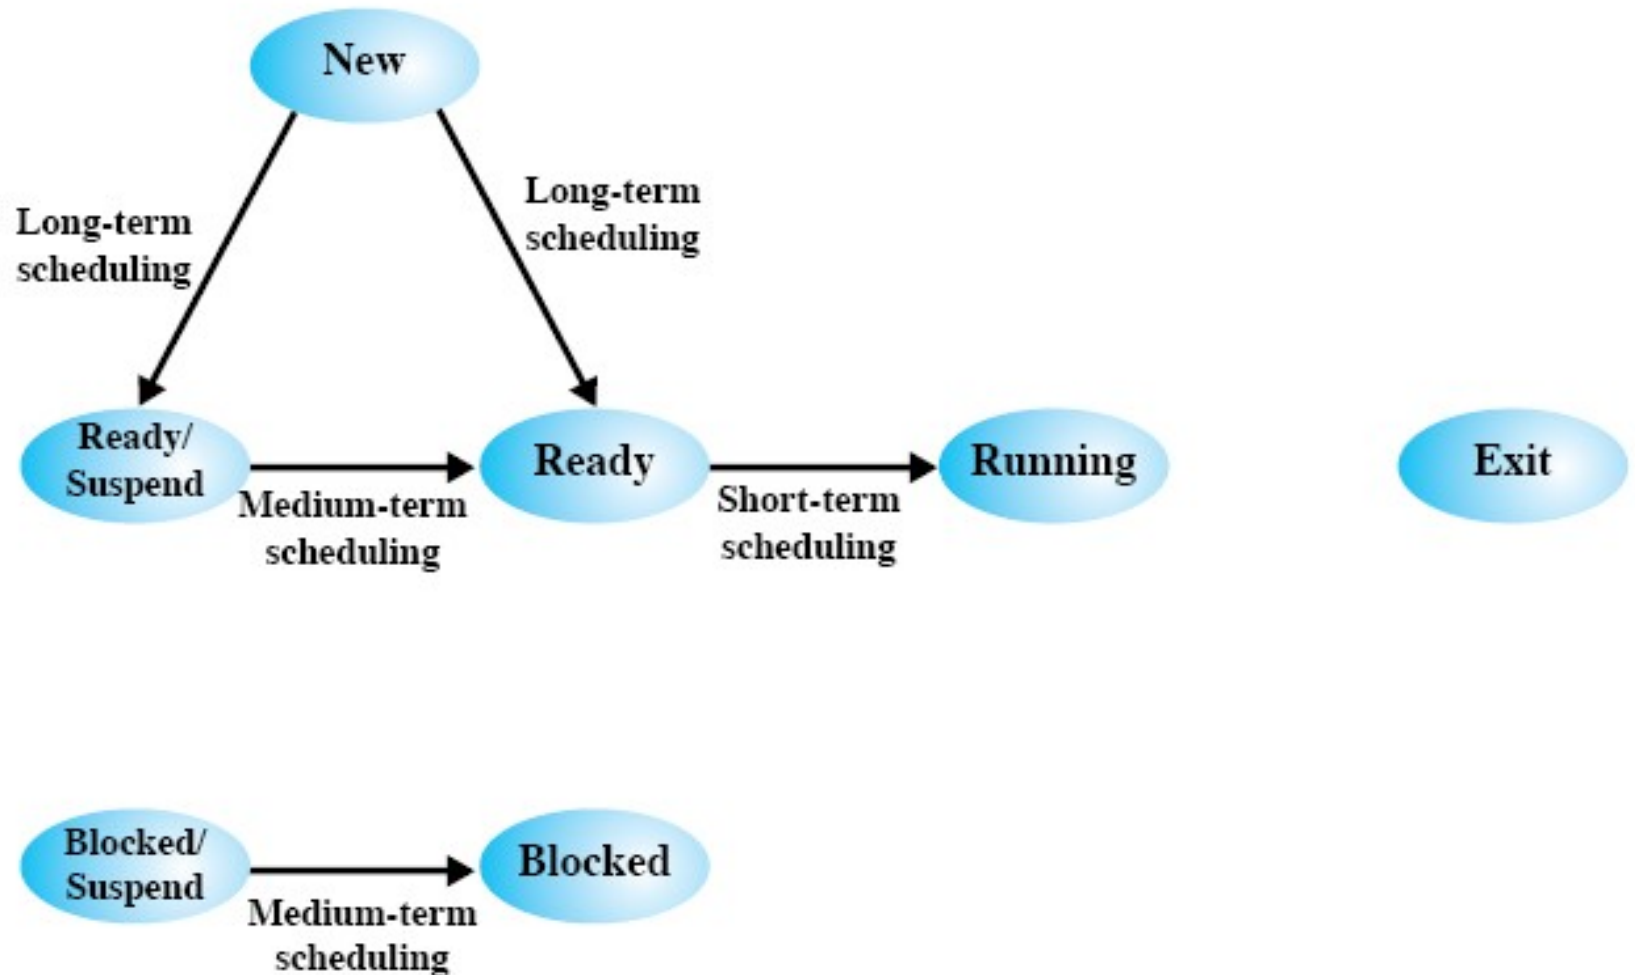 New
Long-term
scheduling
Long-term
scheduling
Ready/
Suspend
Medium-term
scheduling
Ready
Short-term
scheduling
Running
Exit
Blocked/
Suspend
Medium-term
scheduling
Blocked